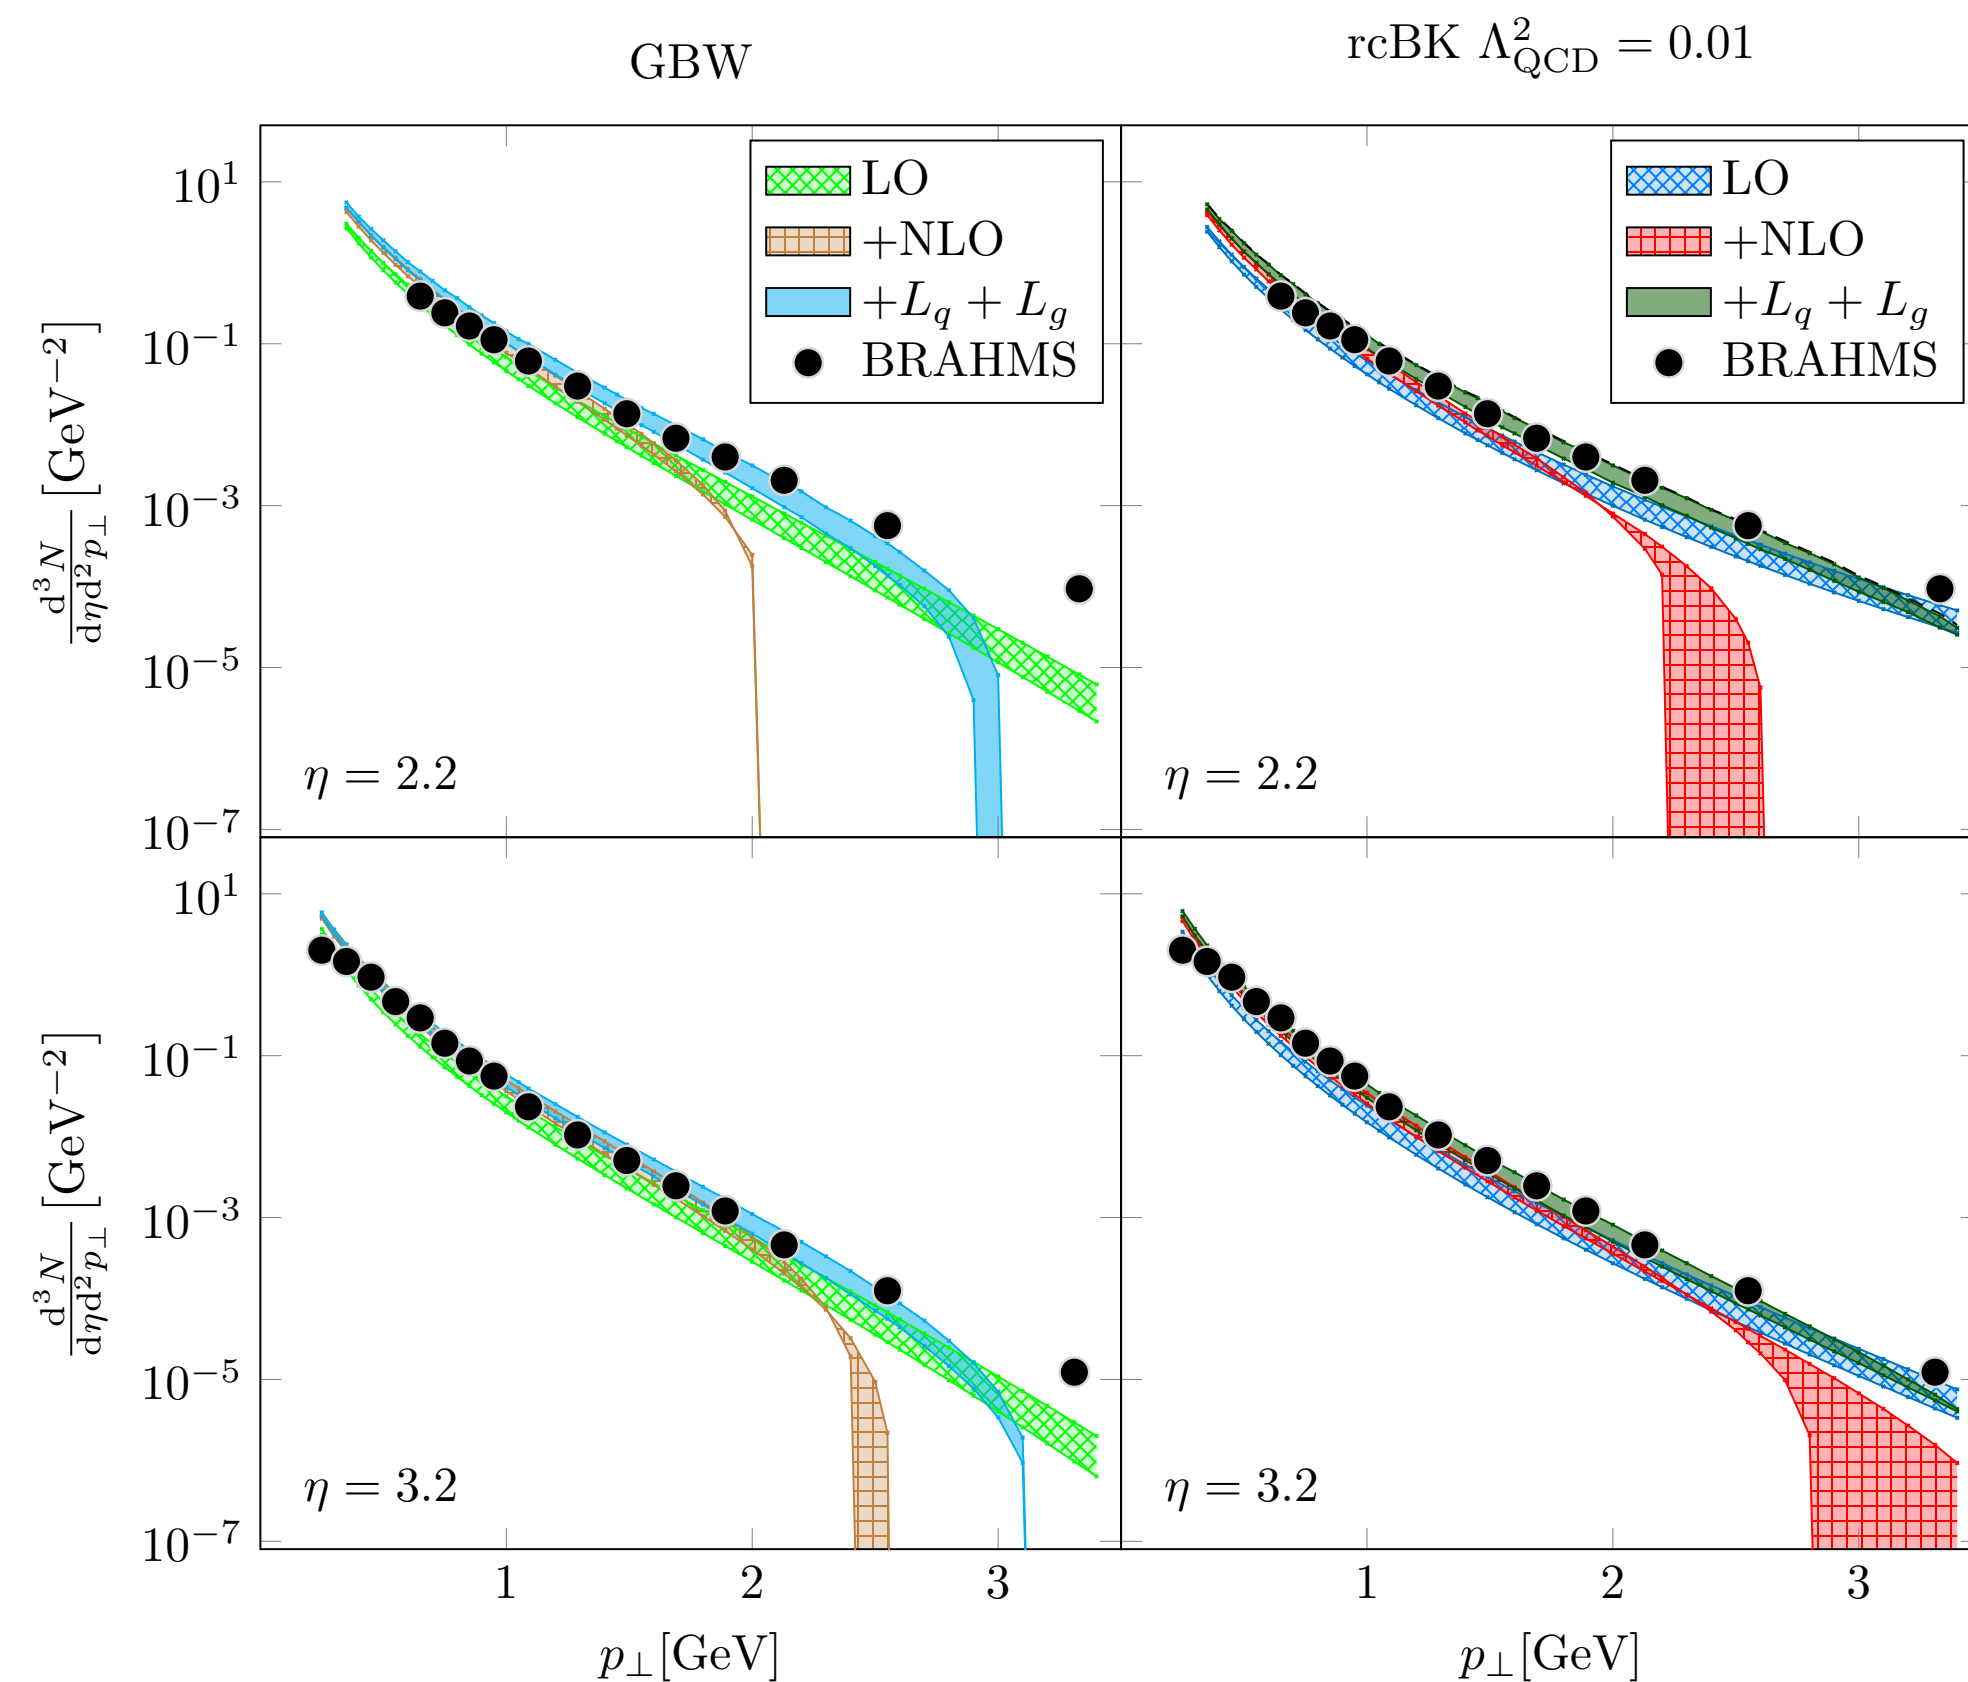 GBW
rcBK Λ²_QCD = 0.01
10¹
10⁻¹
10⁻³
10⁻⁵
10⁻⁷
d³N/dηd²p⊥ [GeV⁻²]
LO
+NLO
+L_q + L_g
BRAHMS
η = 2.2
LO
+NLO
+L_q + L_g
BRAHMS
η = 2.2
10¹
10⁻¹
10⁻³
10⁻⁵
10⁻⁷
d³N/dηd²p⊥ [GeV⁻²]
η = 3.2
η = 3.2
1 2 3
1 2 3
p⊥[GeV]
p⊥[GeV]